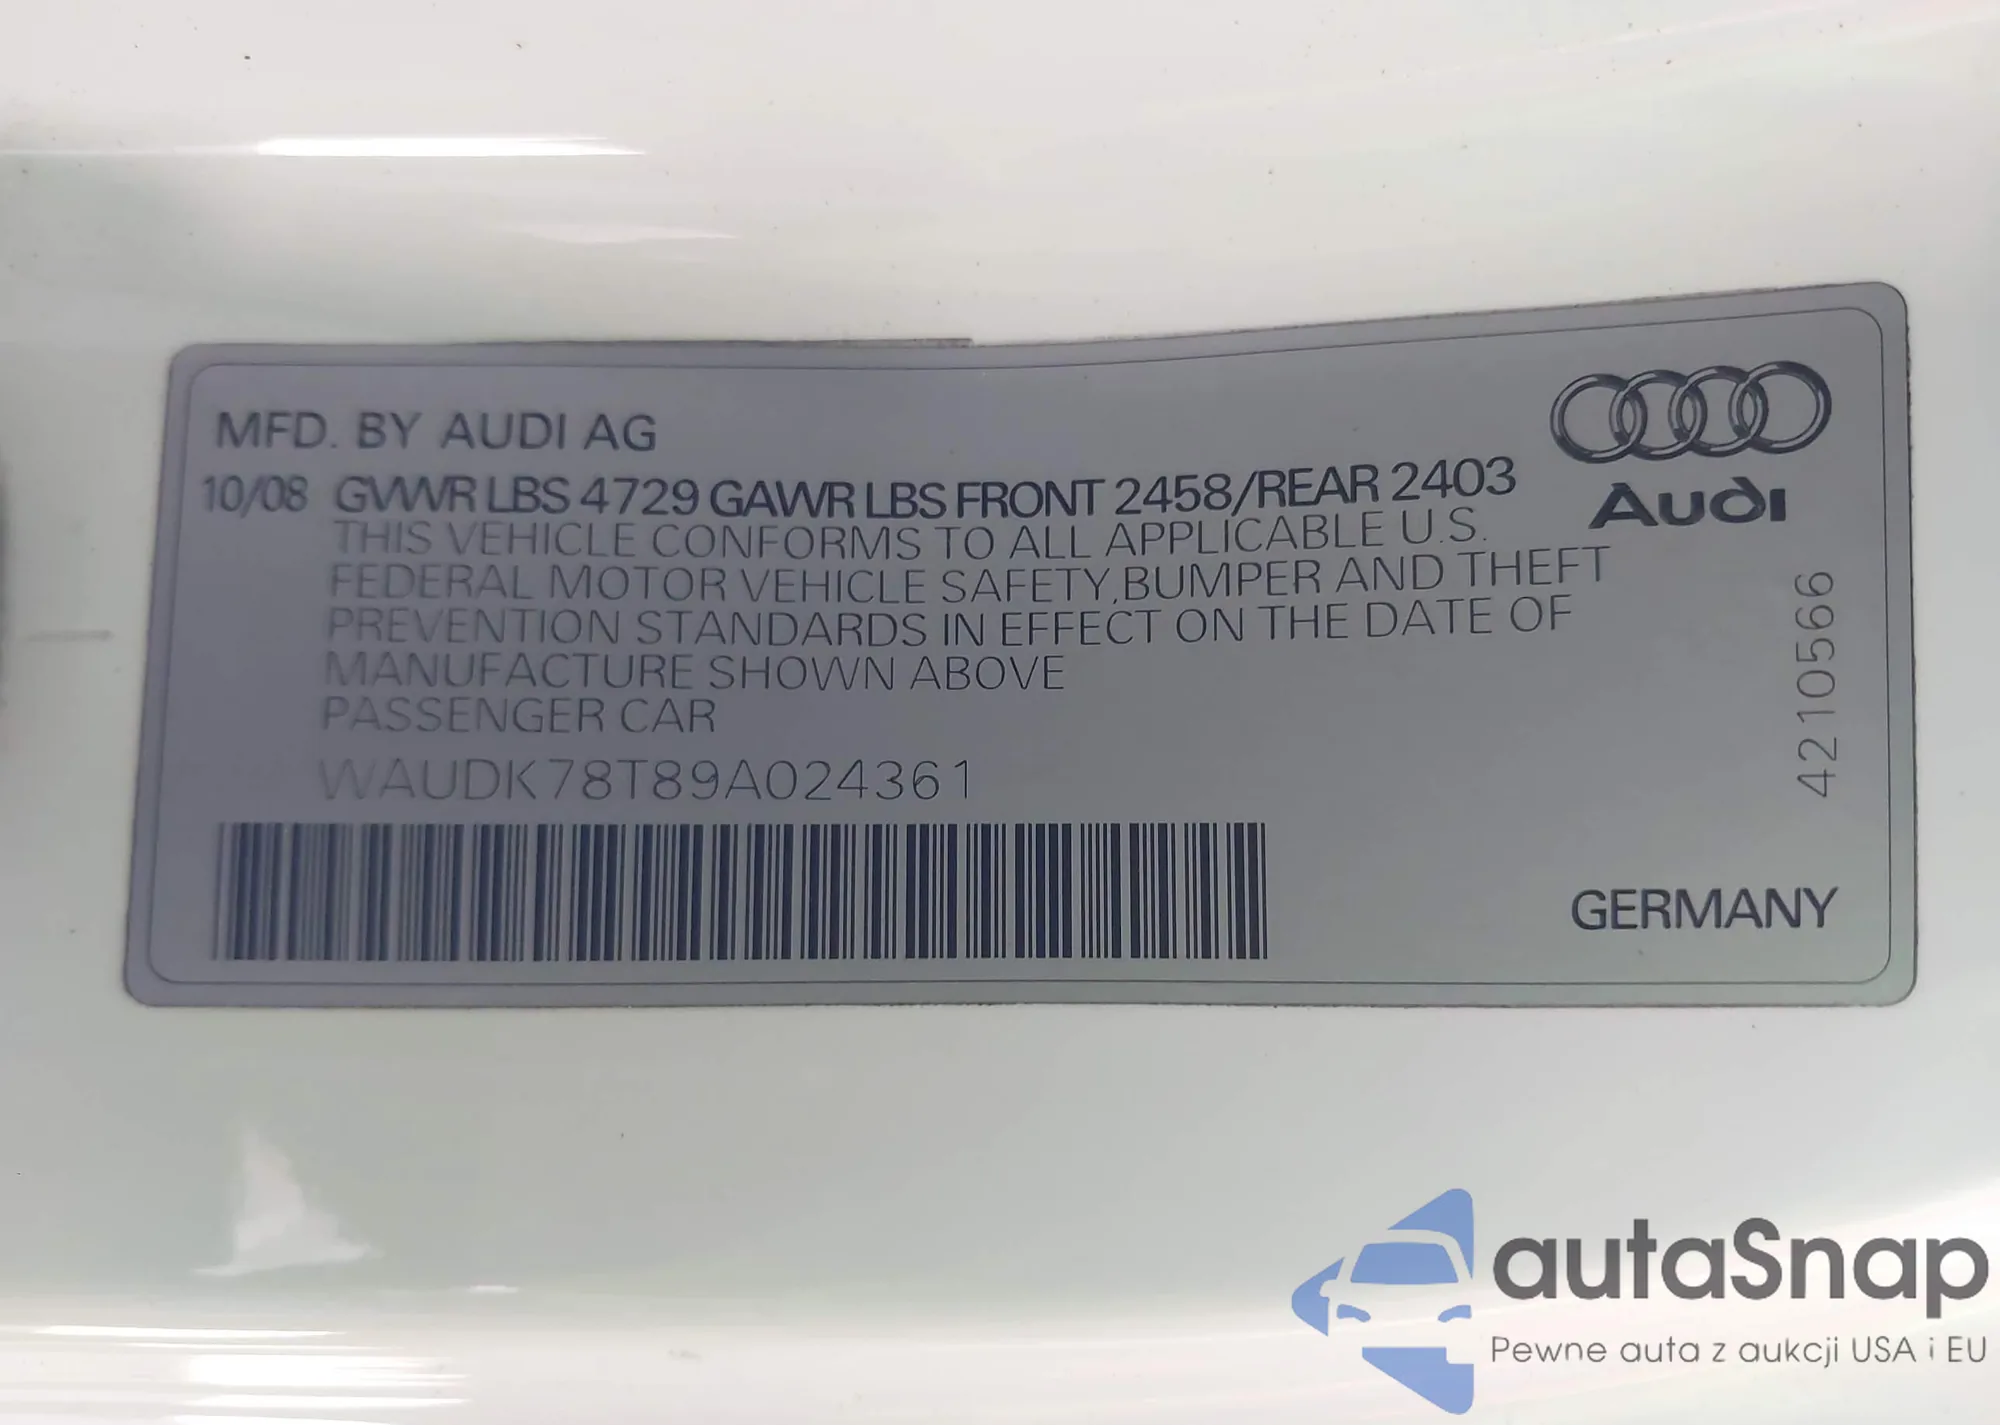 MFD. BY AUDI AG
10/08 GVWR LBS 4729 GAWR LBS FRONT 2458/REAR 2403
THIS VEHICLE CONFORMS TO ALL APPLICABLE U.S.
FEDERAL MOTOR VEHICLE SAFETY, BUMPER AND THEFT
PREVENTION STANDARDS IN EFFECT ON THE DATE OF
MANUFACTURE SHOWN ABOVE
PASSENGER CAR
WAUDK78T89A024361
Audi
4210566
GERMANY
autaSnap
Pewne auta z aukcji USA i EU